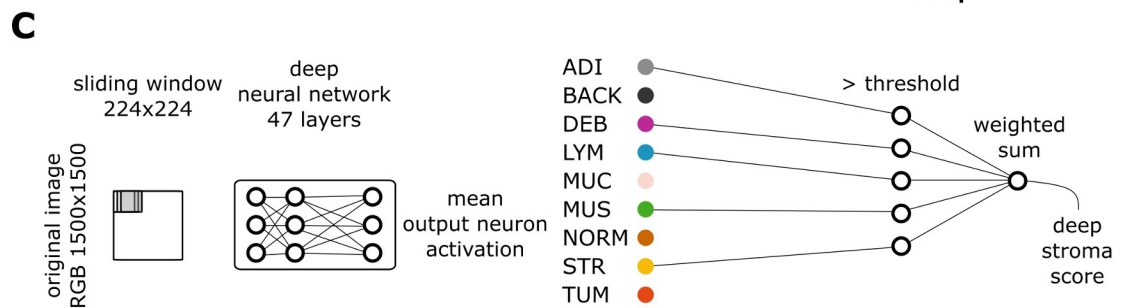 C
sliding window
224x224
deep
neural network
47 layers
original image
RGB 1500x1500
mean
output neuron
activation
ADI
BACK
DEB
LYM
MUC
MUS
NORM
STR
TUM
> threshold
weighted
sum
deep
stroma
score